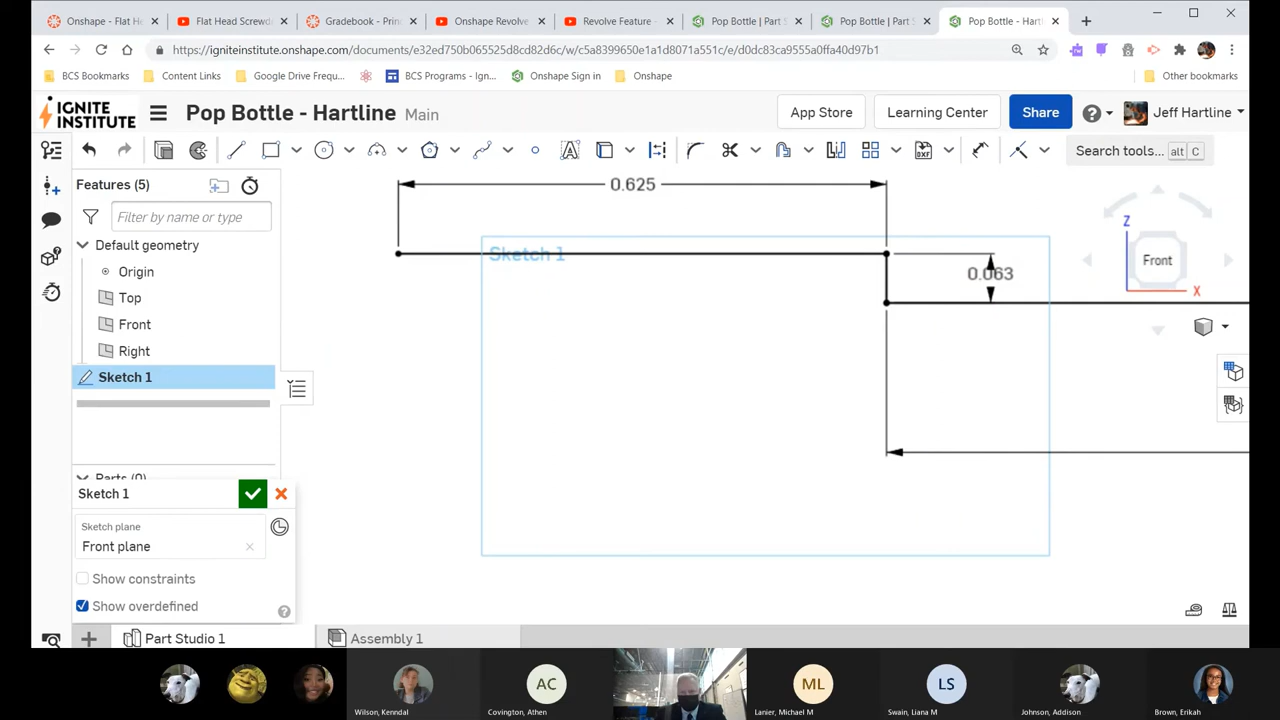 Onshape - Flat He
Flat Head Screwd
Gradebook - Prin
Onshape Revolve
Revolve Feature -
Pop Bottle | Part S
Pop Bottle | Part S
Pop Bottle - Hartl
https://igniteinstitute.onshape.com/documents/e32ed750b065525d8cd82d6c/w/c5a8399650e1a1d8071a551c/e/d0dc83ca9555a0ffa40d97b1
BCS Bookmarks
Content Links
Google Drive Frequ...
BCS Programs - Ign...
Onshape Sign in
Onshape
Other bookmarks
IGNITE
INSTITUTE
Pop Bottle - Hartline Main
App Store
Learning Center
Share
Jeff Hartline
Search tools... alt C
Features (5)
Filter by name or type
Default geometry
Origin
Top
Front
Right
Sketch 1
Parts (0)
Sketch 1
Sketch plane
Front plane
Show constraints
Show overdefined
0.625
Sketch 1
0.063
Z
Front
X
Part Studio 1
Assembly 1
Wilson, Kenndal
AC
Covington, Athen
ML
Lanier, Michael M
LS
Swain, Liana M
Johnson, Addison
Brown, Erikah